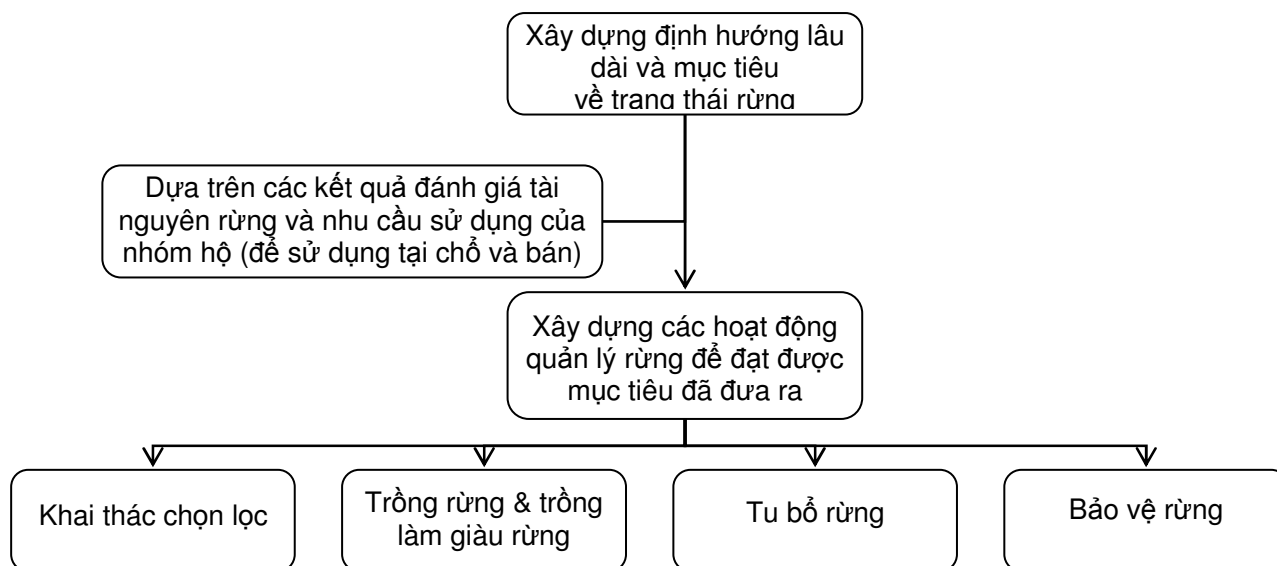 Xây dựng định hướng lâu
dài và mục tiêu
về trạng thái rừng
Dựa trên các kết quả đánh giá tài
nguyên rừng và nhu cầu sử dụng của
nhóm hộ (để sử dụng tại chổ và bán)
Xây dựng các hoạt động
quản lý rừng để đạt được
mục tiêu đã đưa ra
Khai thác chọn lọc
Trồng rừng & trồng
làm giàu rừng
Tu bổ rừng
Bảo vệ rừng